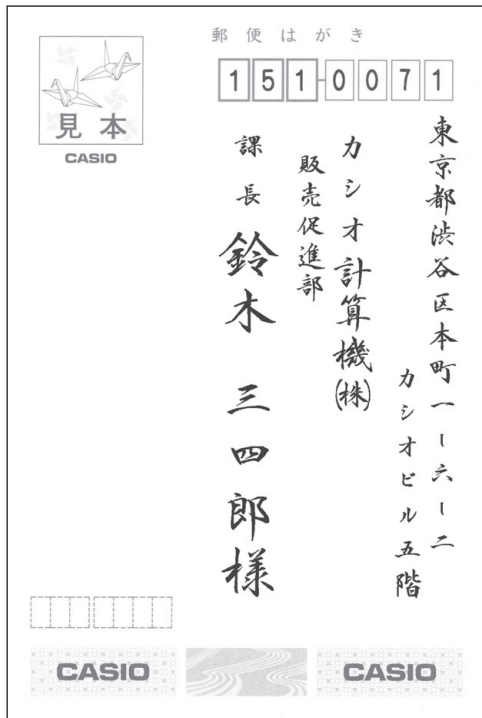 郵便はがき
151-0071
見本
CASIO
東京都渋谷区本町一ー六ー二
カシオビル五階
カシオ計算機(株)
販売促進部
課長 鈴木 三四郎様
CASIO
CASIO